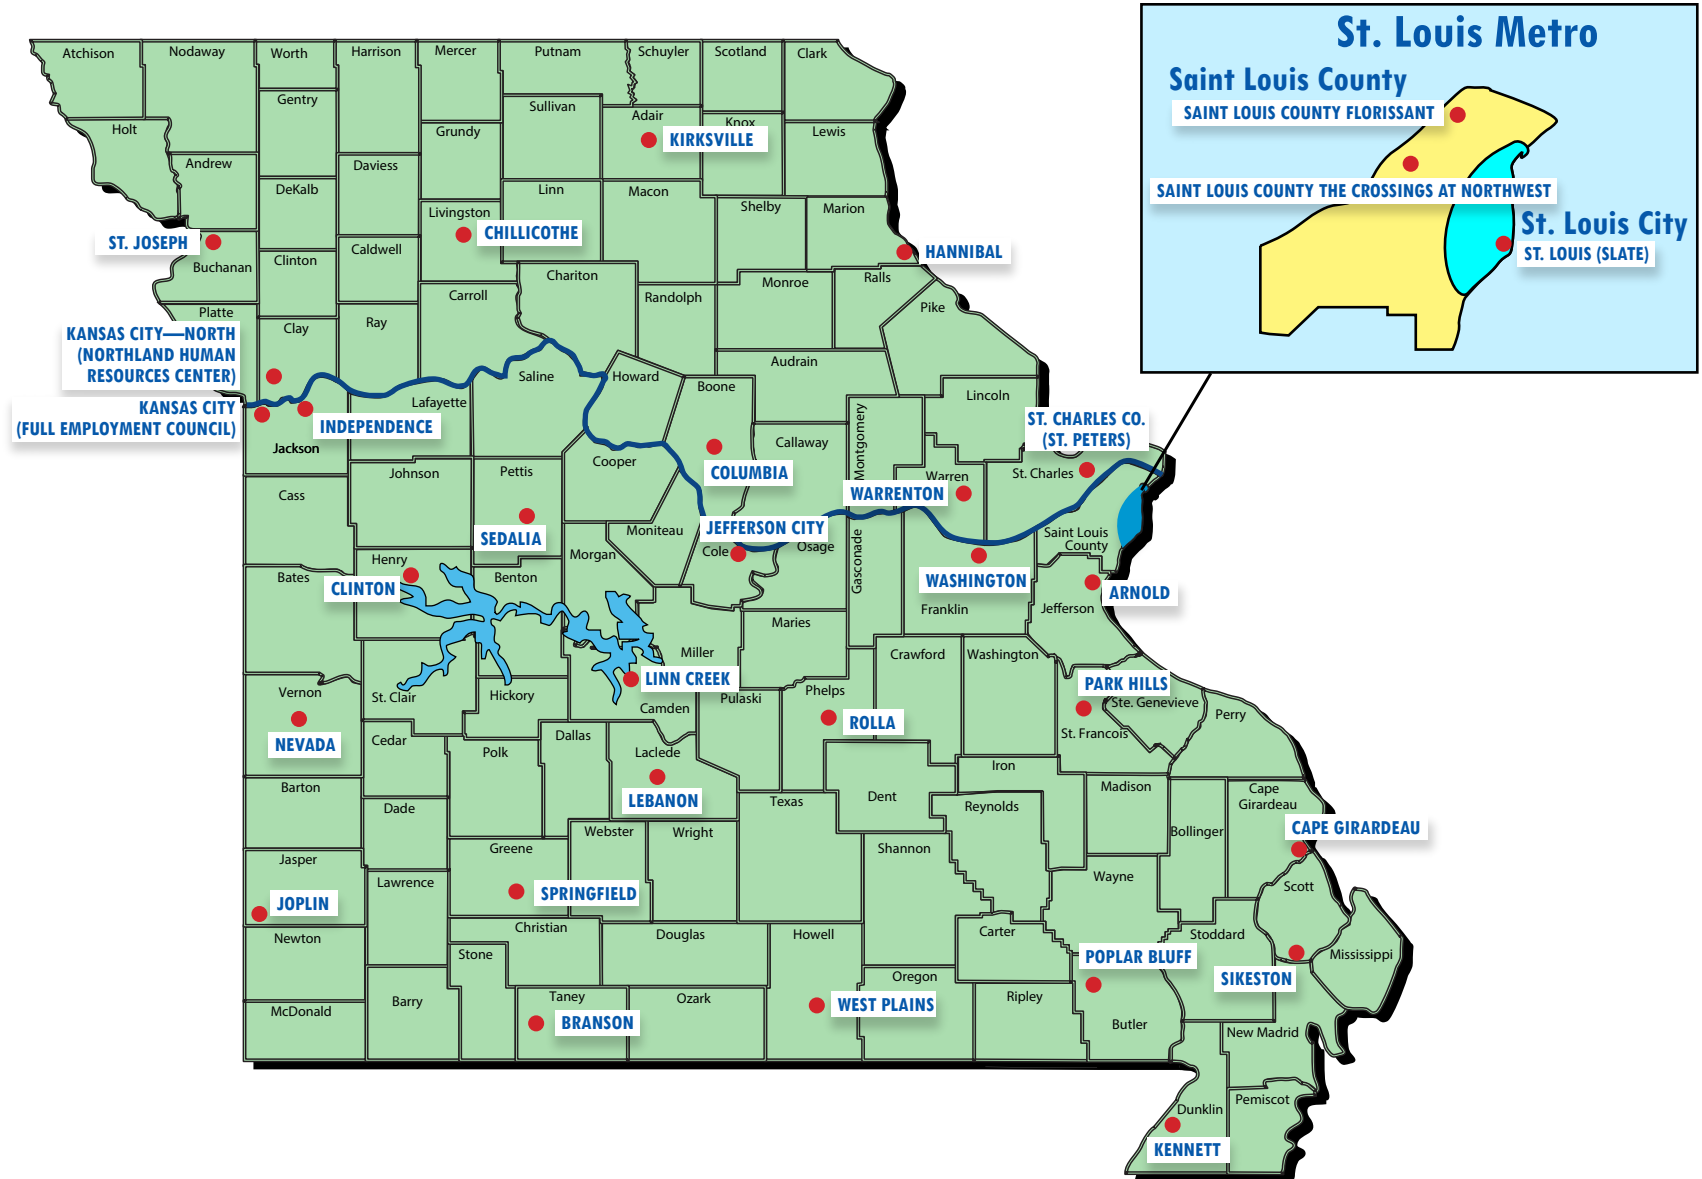 St. Louis Metro
Saint Louis County
SAINT LOUIS COUNTY FLORISSANT
SAINT LOUIS COUNTY THE CROSSINGS AT NORTHWEST
St. Louis City
ST. LOUIS (SLATE)
Atchison
Nodaway
Worth
Harrison
Mercer
Putnam
Schuyler
Scotland
Clark
Gentry
Sullivan
Adair
Knox
Holt
Grundy
Lewis
KIRKSVILLE
Andrew
Daviess
DeKalb
Linn
Macon
Livingston
Shelby
Marion
ST. JOSEPH
CHILLICOTHE
HANNIBAL
Buchanan
Clinton
Caldwell
Chariton
Monroe
Ralls
Carroll
Randolph
Pike
Platte
Clay
Ray
KANSAS CITY—NORTH
(NORTHLAND HUMAN
RESOURCES CENTER)
Audrain
Saline
Howard
Boone
Lincoln
KANSAS CITY
(FULL EMPLOYMENT COUNCIL)
Lafayette
INDEPENDENCE
ST. CHARLES CO.
(ST. PETERS)
Jackson
Montgomery
Callaway
Cooper
COLUMBIA
Johnson
Pettis
Warren
St. Charles
Cass
WARRENTON
SEDALIA
Moniteau
JEFFERSON CITY
Morgan
Cole
Osage
Gasconade
Saint Louis
County
Henry
Bates
Benton
CLINTON
WASHINGTON
ARNOLD
Franklin
Jefferson
Maries
Miller
Crawford
Washington
LINN CREEK
PARK HILLS
Vernon
St. Clair
Hickory
Camden
Pulaski
Phelps
Ste. Genevieve
Perry
ROLLA
NEVADA
Cedar
Polk
Dallas
Laclede
St. Francois
Iron
Barton
LEBANON
Texas
Dent
Reynolds
Madison
Cape
Girardeau
Dade
Webster
Wright
Bollinger
CAPE GIRARDEAU
Jasper
Greene
Shannon
Lawrence
Wayne
Scott
JOPLIN
SPRINGFIELD
Newton
Christian
Douglas
Howell
Carter
Stoddard
Stone
POPLAR BLUFF
Mississippi
SIKESTON
McDonald
Barry
Taney
Ozark
Oregon
Ripley
BRANSON
WEST PLAINS
Butler
New Madrid
Dunklin
Pemiscot
KENNETT